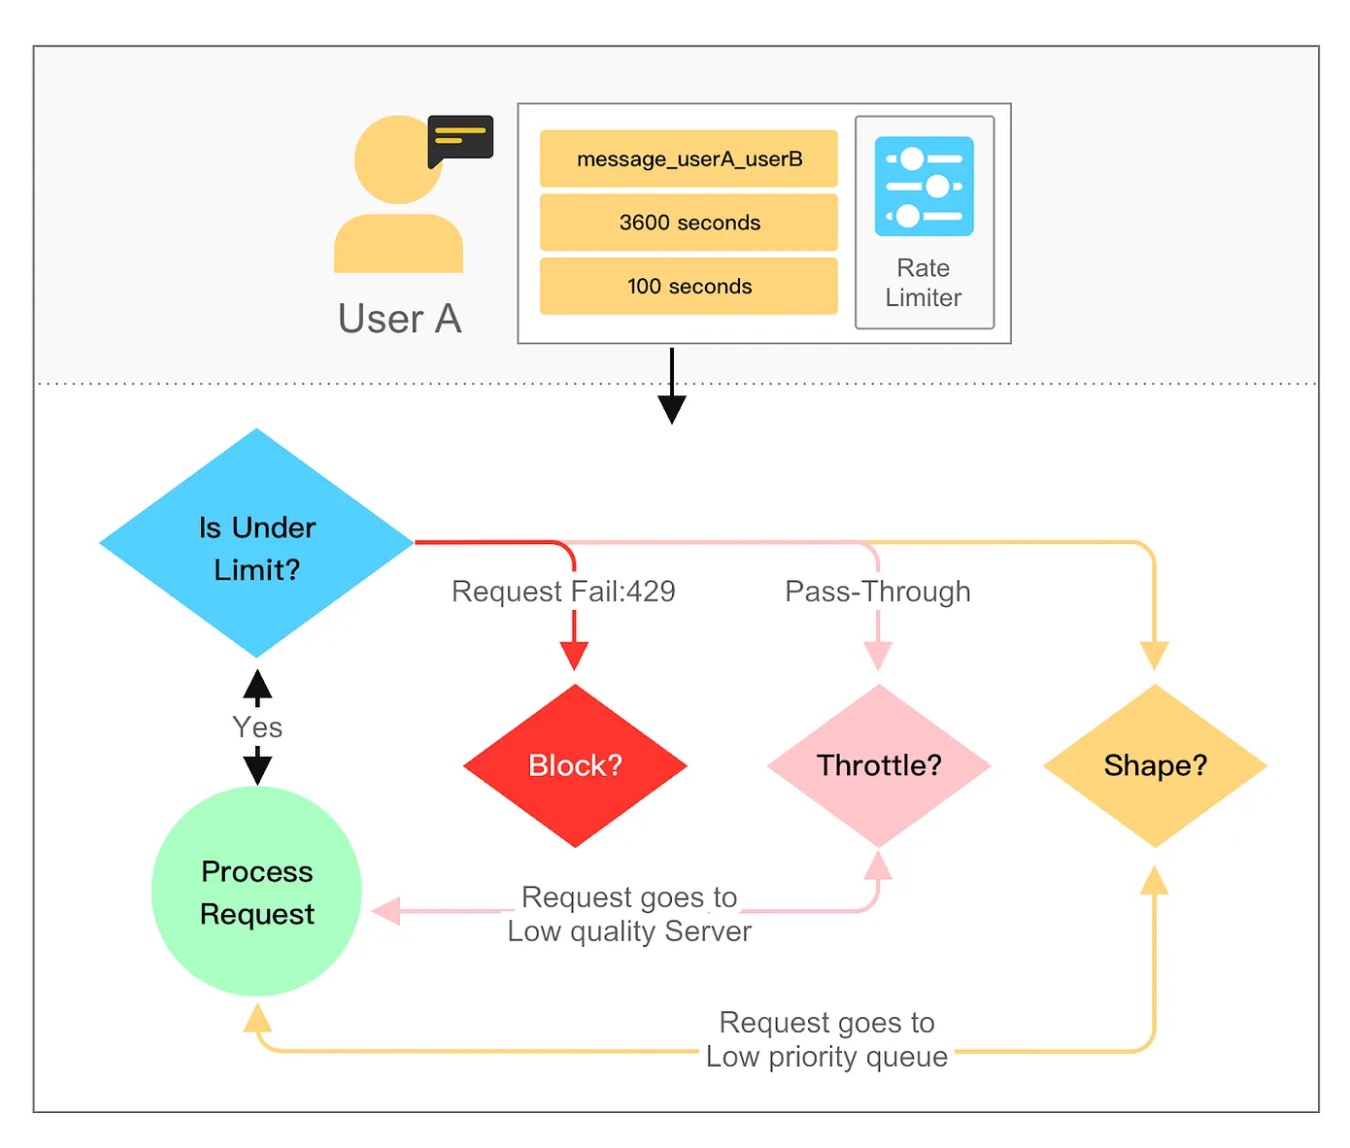 message_userA_userB
3600 seconds
100 seconds
Rate
Limiter
User A
Is Under
Limit?
Request Fail:429
Pass-Through
Yes
Block?
Throttle?
Shape?
Process
Request
Request goes to
Low quality Server
Request goes to
Low priority queue